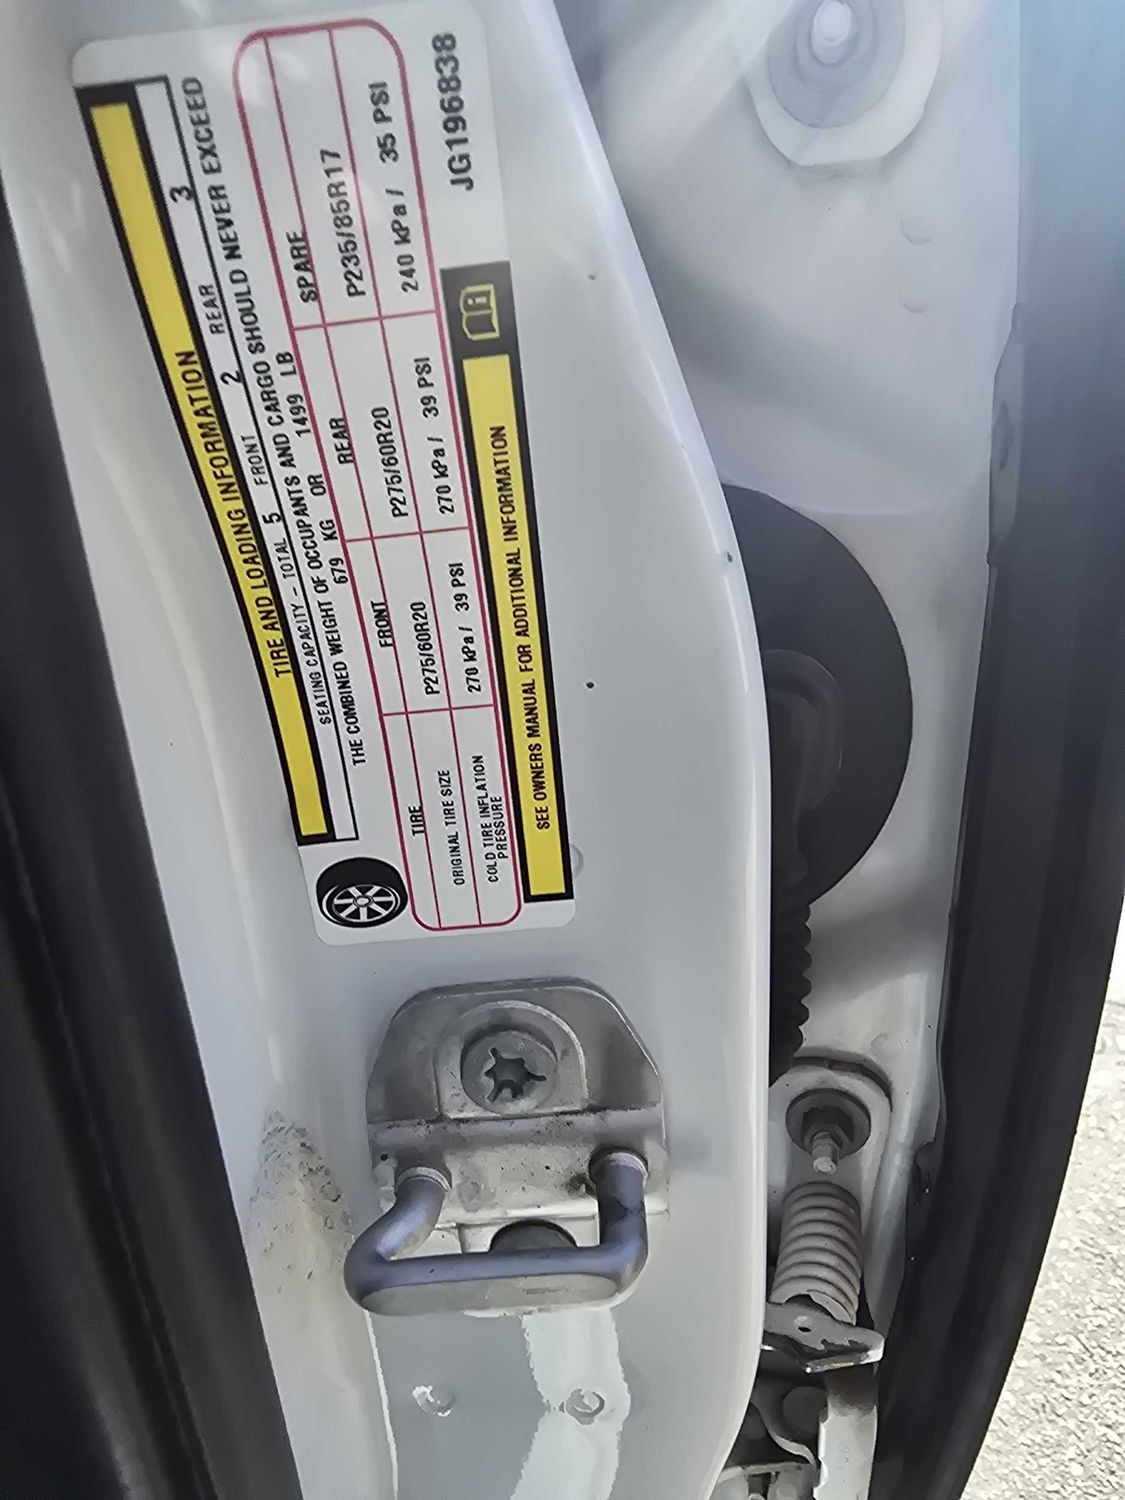 TIRE AND LOADING INFORMATION
SEATING CAPACITY - TOTAL 5 FRONT 2 REAR 3
THE COMBINED WEIGHT OF OCCUPANTS AND CARGO SHOULD NEVER EXCEED
679 KG OR 1499 LB
TIRE FRONT REAR SPARE
ORIGINAL TIRE SIZE P275/60R20 P275/60R20 P235/85R17
COLD TIRE INFLATION PRESSURE 270 kPa / 39 PSI 270 kPa / 39 PSI 240 kPa / 35 PSI
SEE OWNERS MANUAL FOR ADDITIONAL INFORMATION
JG196838